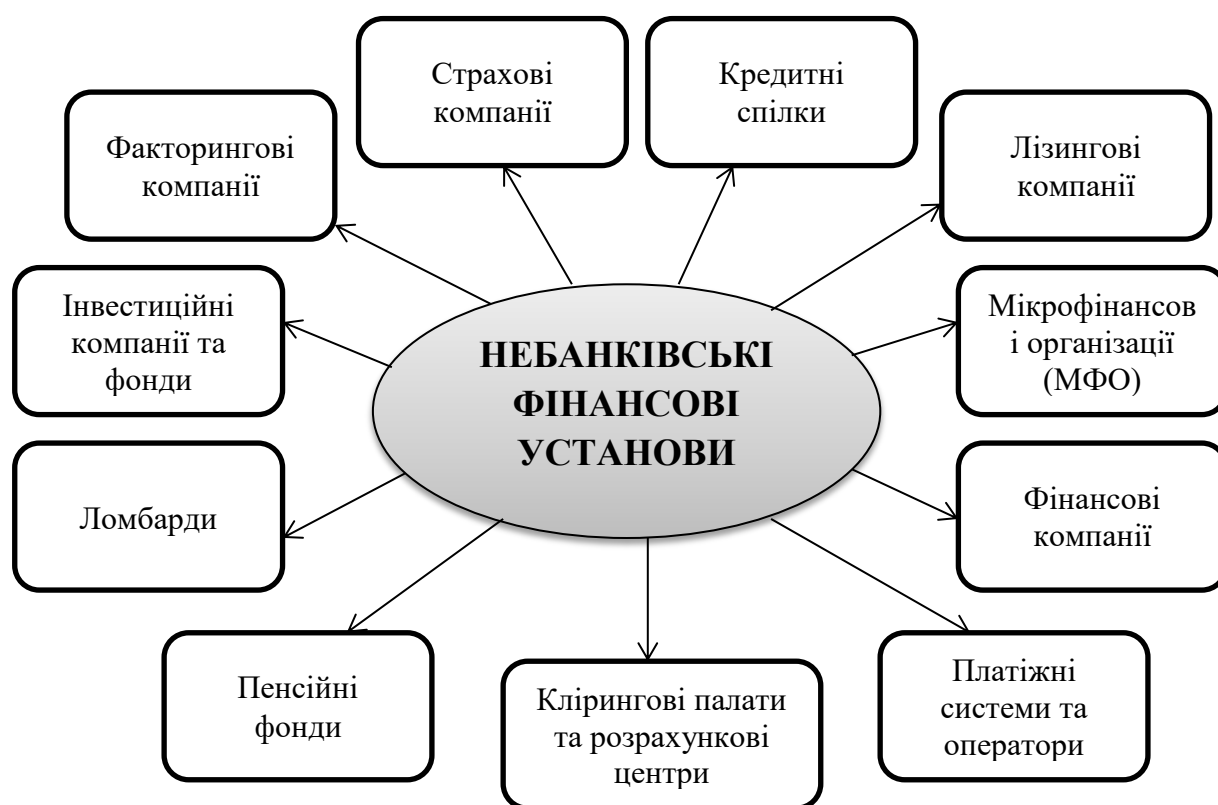 Страхові
компанії
Кредитні
спілки
Факторингові
компанії
Лізингові
компанії
Інвестиційні
компанії та
фонди
НЕБАНКІВСЬКІ
ФІНАНСОВІ
УСТАНОВИ
Мікрофінансов
і організації
(МФО)
Ломбарди
Фінансові
компанії
Пенсійні
фонди
Клірингові палати
та розрахункові
центри
Платіжні
системи та
оператори